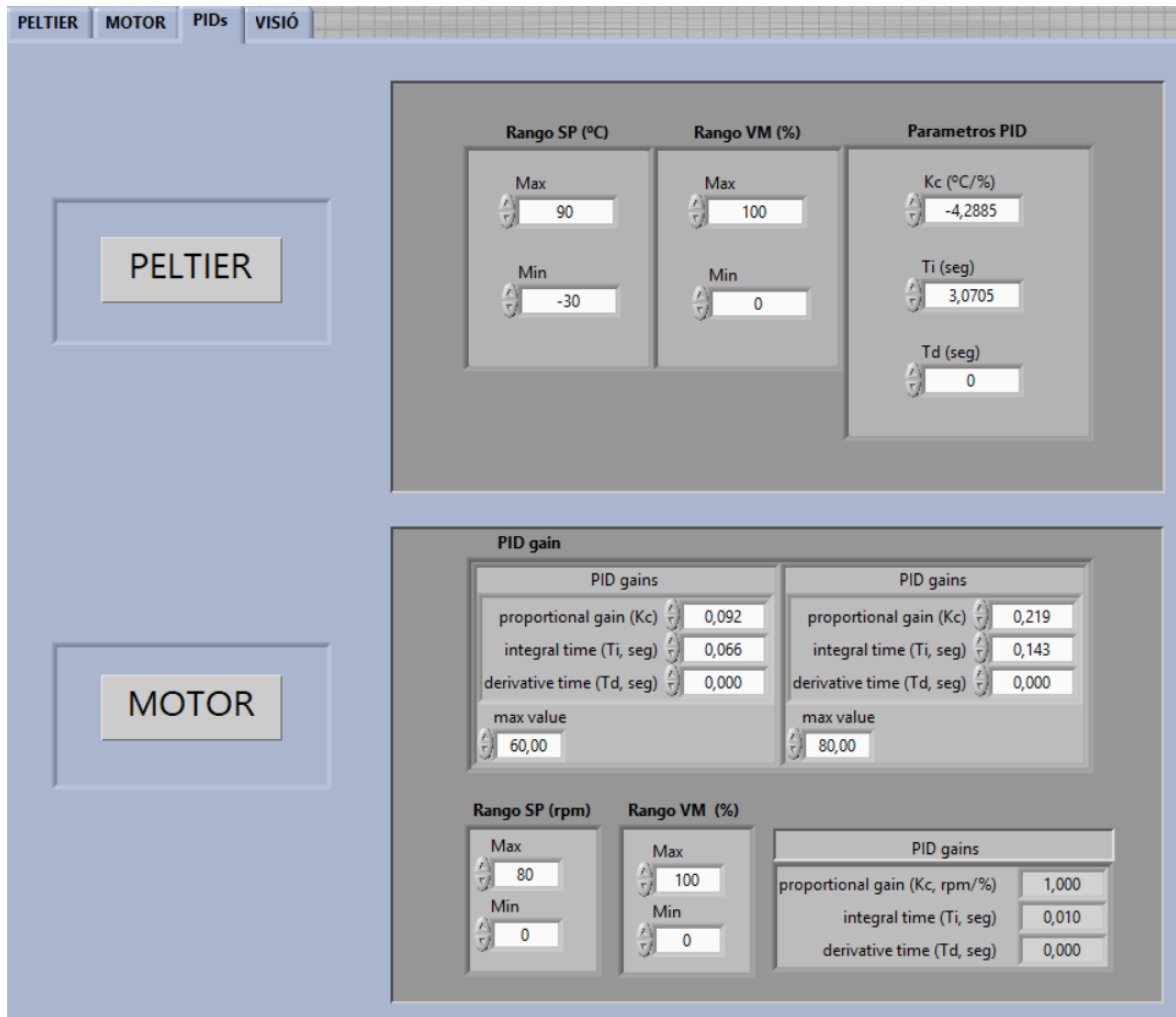 PELTIER MOTOR PIDs VISIÓ
Rango SP (ºC) Rango VM (%) Parametros PID
Max Max Kc (ºC/%)
90 100 -4,2885
Min Min Ti (seg)
-30 0 3,0705
Td (seg)
0
PELTIER
PID gain
PID gains PID gains
proportional gain (Kc) 0,092 proportional gain (Kc) 0,219
integral time (Ti, seg) 0,066 integral time (Ti, seg) 0,143
derivative time (Td, seg) 0,000 derivative time (Td, seg) 0,000
max value max value
60,00 80,00
MOTOR
Rango SP (rpm) Rango VM (%)
Max Max PID gains
80 100 proportional gain (Kc, rpm/%) 1,000
Min Min integral time (Ti, seg) 0,010
0 0 derivative time (Td, seg) 0,000